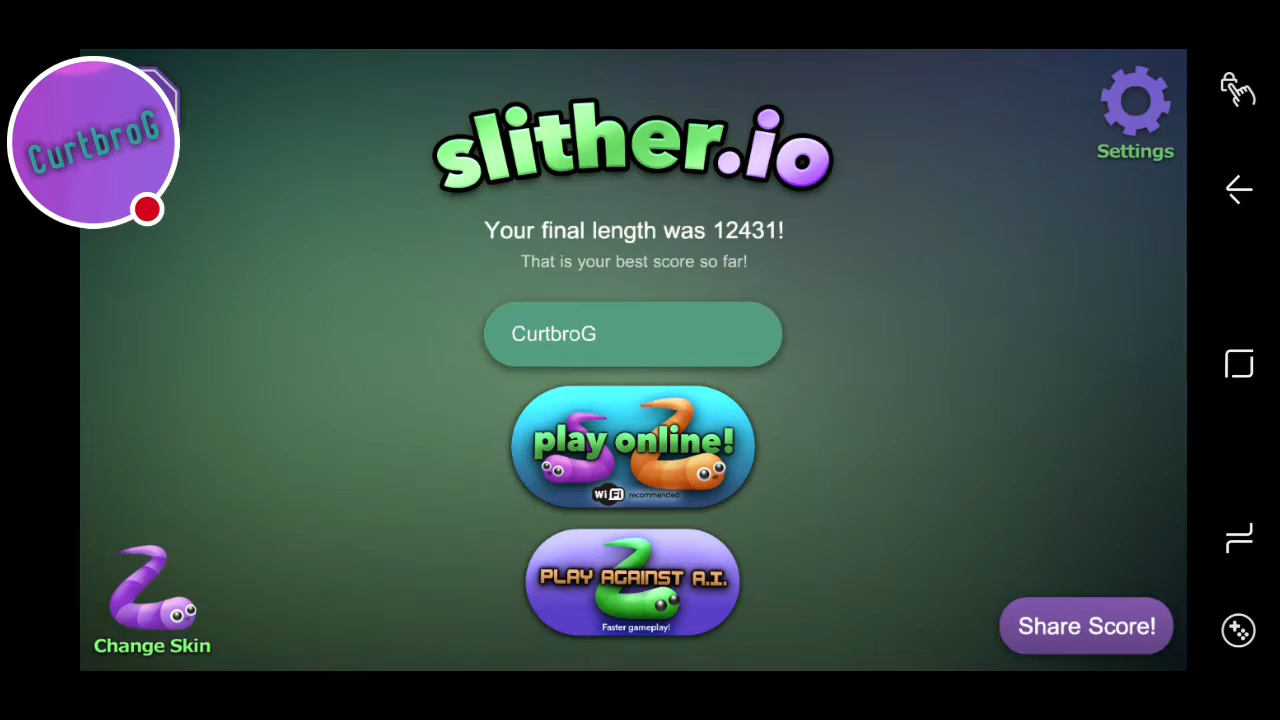 CurtbroG
slither.io
Settings
Your final length was 12431!
That is your best score so far!
CurtbroG
play online!
WiFi recommended
PLAY AGAINST A.I.
Faster gameplay!
Change Skin
Share Score!